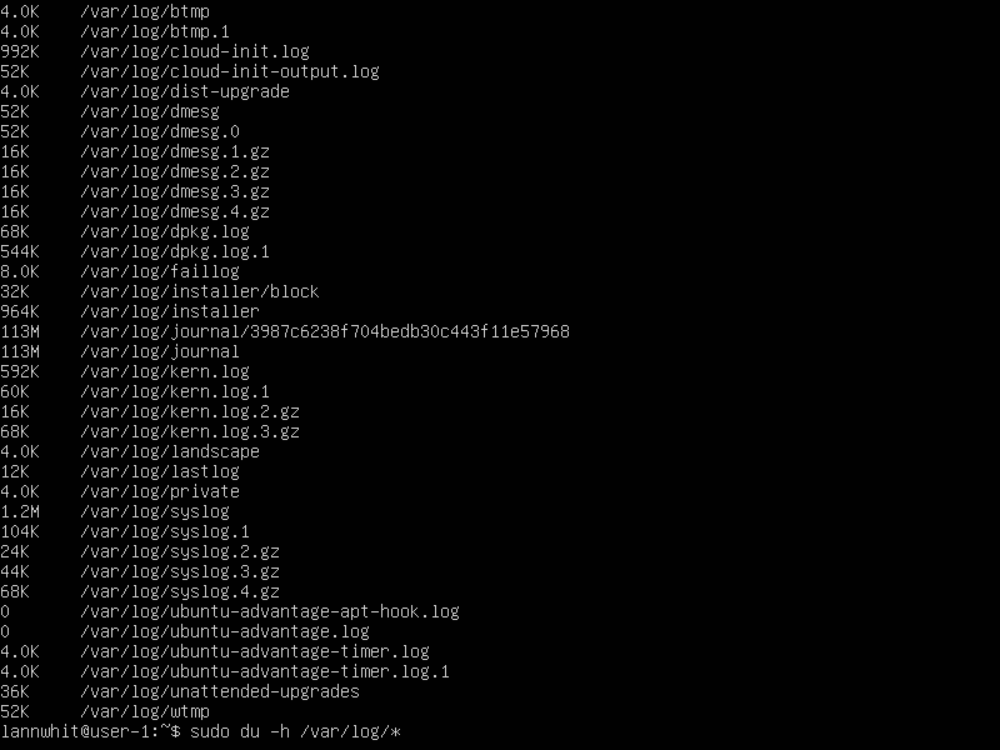 4.0K    /var/log/btmp
4.0K    /var/log/btmp.1
992K    /var/log/cloud-init.log
52K     /var/log/cloud-init-output.log
4.0K    /var/log/dist-upgrade
52K     /var/log/dmesg
52K     /var/log/dmesg.0
16K     /var/log/dmesg.1.gz
16K     /var/log/dmesg.2.gz
16K     /var/log/dmesg.3.gz
16K     /var/log/dmesg.4.gz
68K     /var/log/dpkg.log
544K    /var/log/dpkg.log.1
8.0K    /var/log/faillog
32K     /var/log/installer/block
964K    /var/log/installer
113M    /var/log/journal/3987c6238f704bedb30c443f11e57968
113M    /var/log/journal
592K    /var/log/kern.log
60K     /var/log/kern.log.1
16K     /var/log/kern.log.2.gz
68K     /var/log/kern.log.3.gz
4.0K    /var/log/landscape
12K     /var/log/lastlog
4.0K    /var/log/private
1.2M    /var/log/syslog
104K    /var/log/syslog.1
24K     /var/log/syslog.2.gz
44K     /var/log/syslog.3.gz
68K     /var/log/syslog.4.gz
0       /var/log/ubuntu-advantage-apt-hook.log
0       /var/log/ubuntu-advantage.log
4.0K    /var/log/ubuntu-advantage-timer.log
4.0K    /var/log/ubuntu-advantage-timer.log.1
36K     /var/log/unattended-upgrades
52K     /var/log/wtmp
lannwhit@user-1:~$ sudo du -h /var/log/*